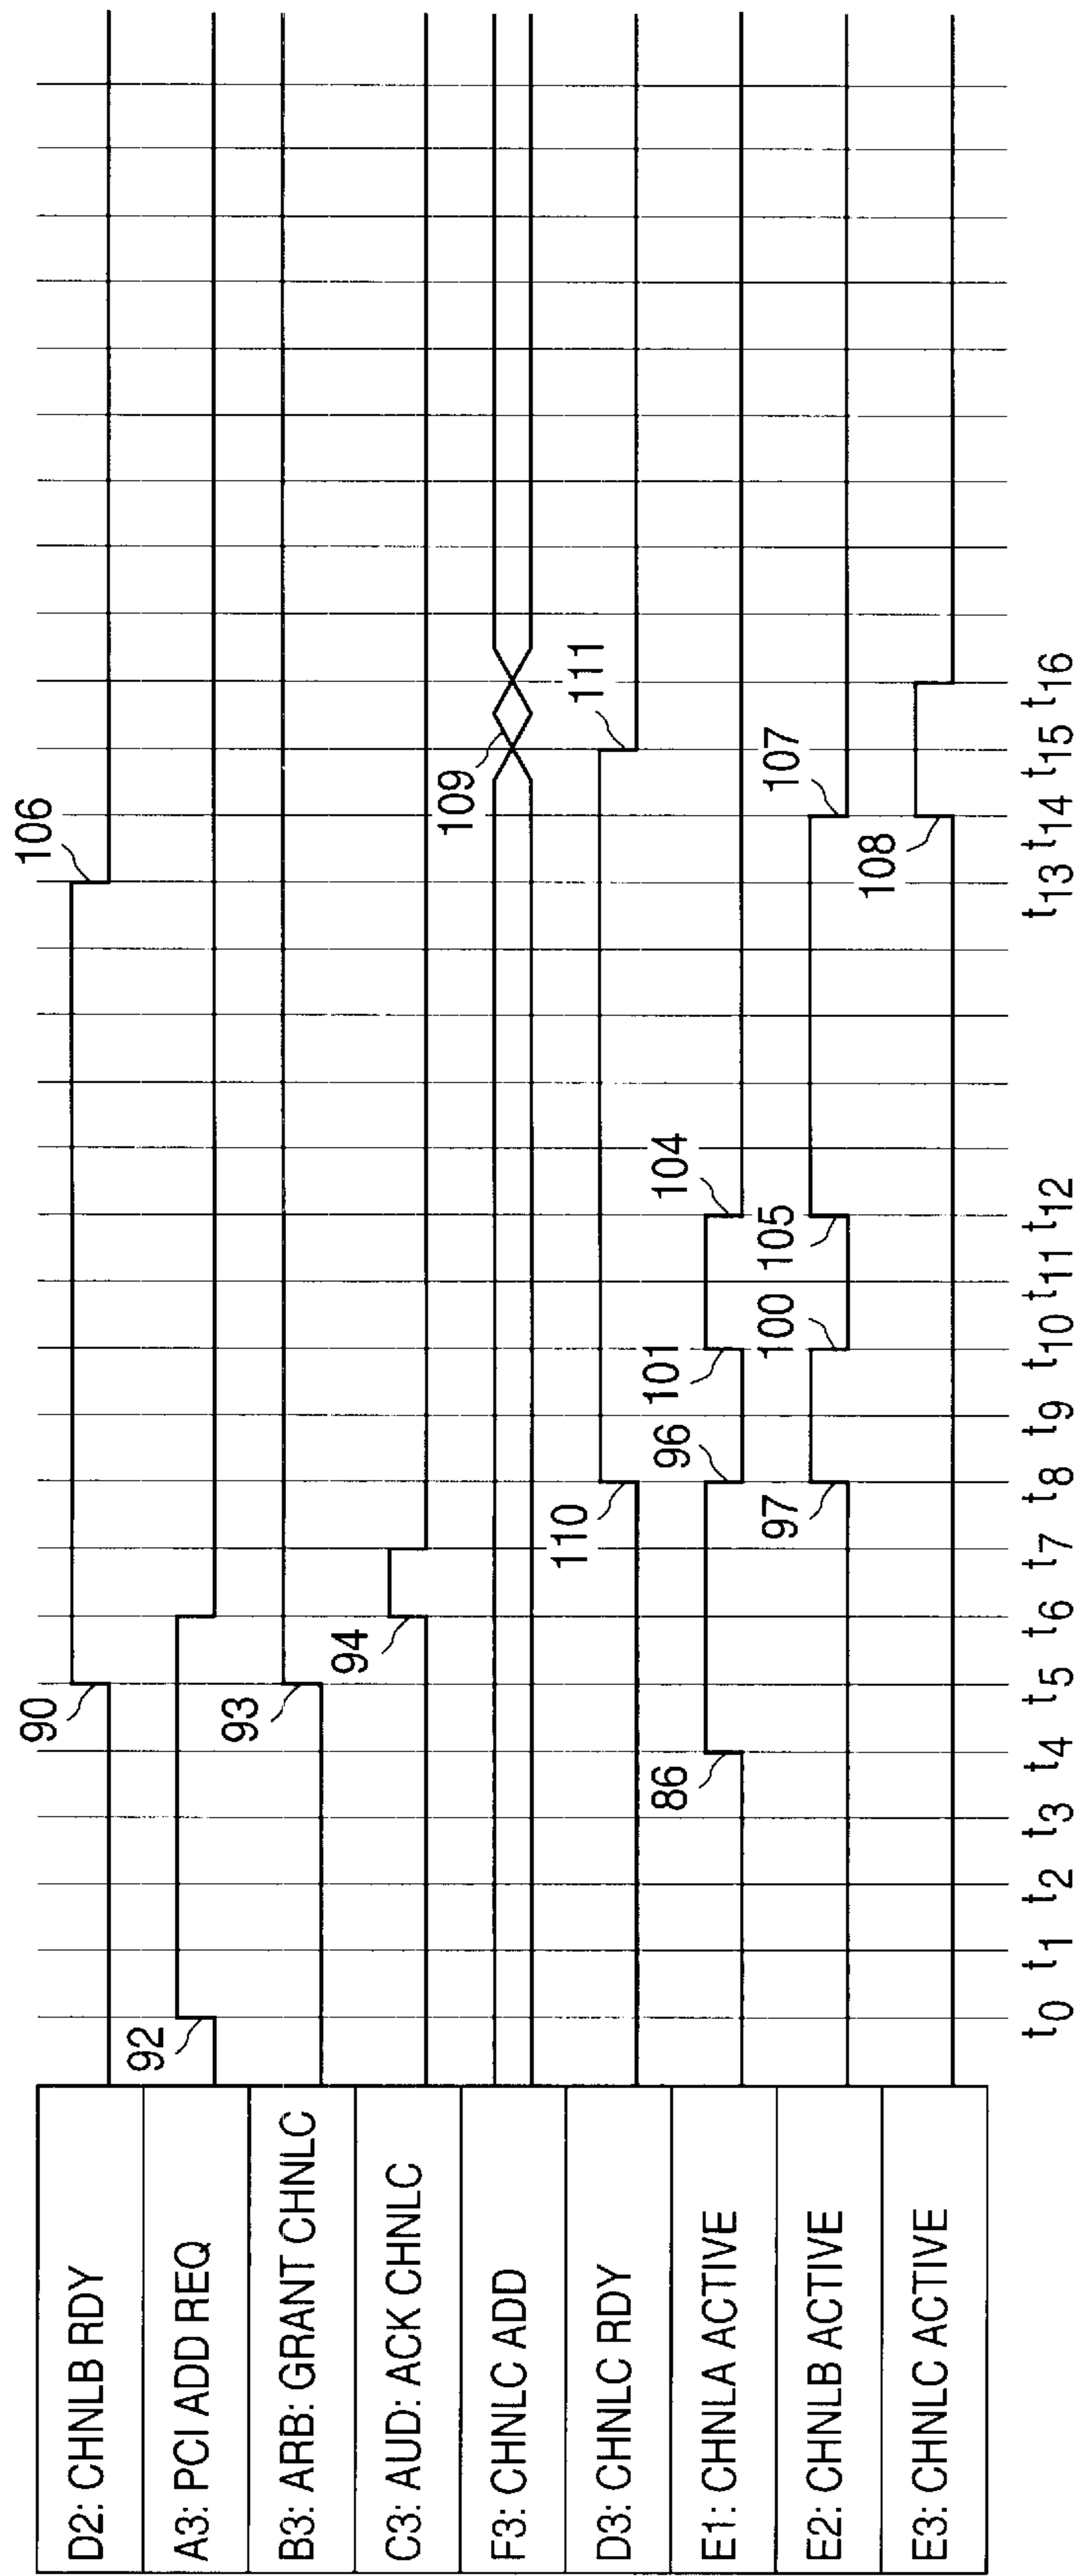 D2: CHNLB RDY
90
106
A3: PCI ADD REQ
92
B3: ARB: GRANT CHNLC
93
C3: AUD: ACK CHNLC
94
F3: CHNLC ADD
109
D3: CHNLC RDY
110
111
E1: CHNLA ACTIVE
86
96
101
104
E2: CHNLB ACTIVE
97
100
105
107
E3: CHNLC ACTIVE
108
t0 t1 t2 t3 t4 t5 t6 t7 t8 t9 t10 t11 t12 t13 t14 t15 t16